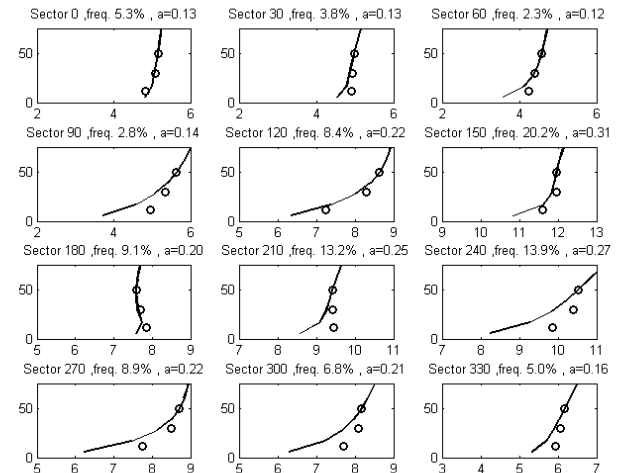 Sector 0 ,freq. 5.3% , a=0.13
Sector 30 ,freq. 3.8% , a=0.13
Sector 60 ,freq. 2.3% , a=0.12
50
0
2 4 6
50
0
2 4 6
50
0
2 4 6
Sector 90 ,freq. 2.8% , a=0.14
Sector 120 ,freq. 8.4% , a=0.22
Sector 150 ,freq. 20.2% , a=0.31
50
0
2 4 6
50
0
5 6 7 8 9
50
0
9 10 11 12 13
Sector 180 ,freq. 9.1% , a=0.20
Sector 210 ,freq. 13.2% , a=0.25
Sector 240 ,freq. 13.9% , a=0.27
50
0
5 6 7 8 9
50
0
7 8 9 10 11
50
0
7 8 9 10 11
Sector 270 ,freq. 8.9% , a=0.22
Sector 300 ,freq. 6.8% , a=0.21
Sector 330 ,freq. 5.0% , a=0.16
50
0
5 6 7 8 9
50
0
5 6 7 8 9
50
0
3 4 5 6 7